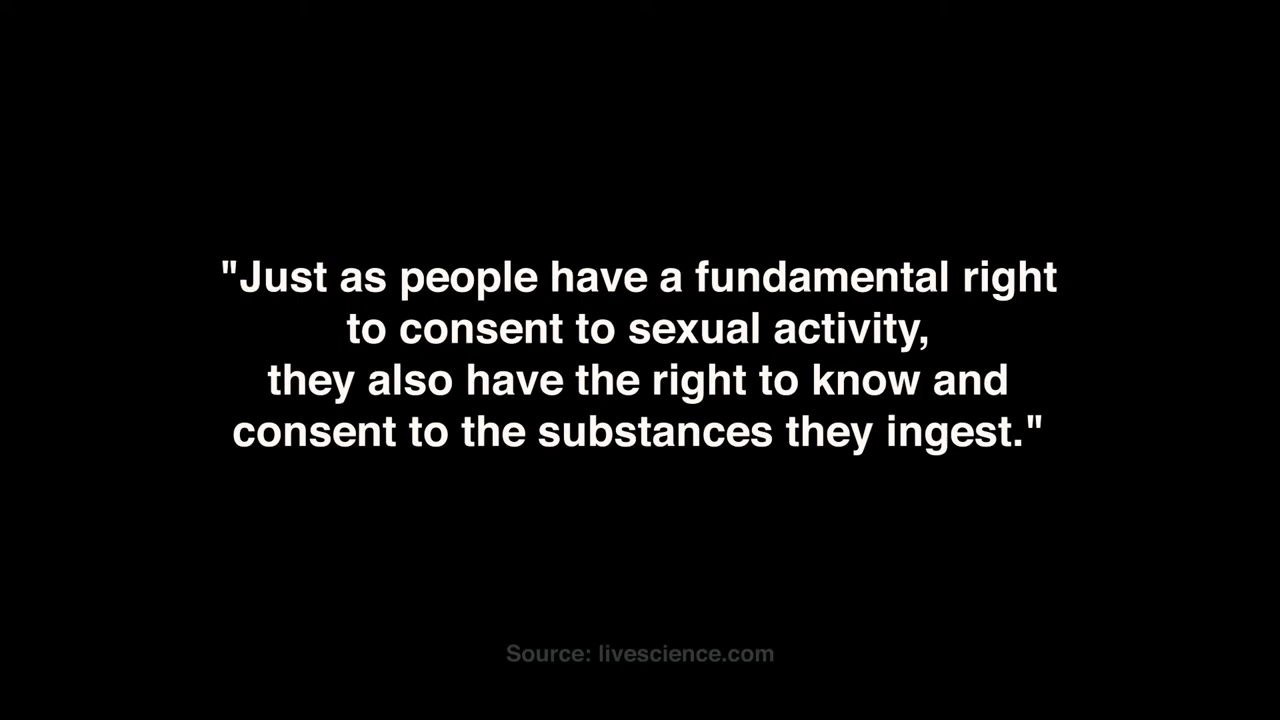 "Just as people have a fundamental right
to consent to sexual activity,
they also have the right to know and
consent to the substances they ingest."
Source: livescience.com